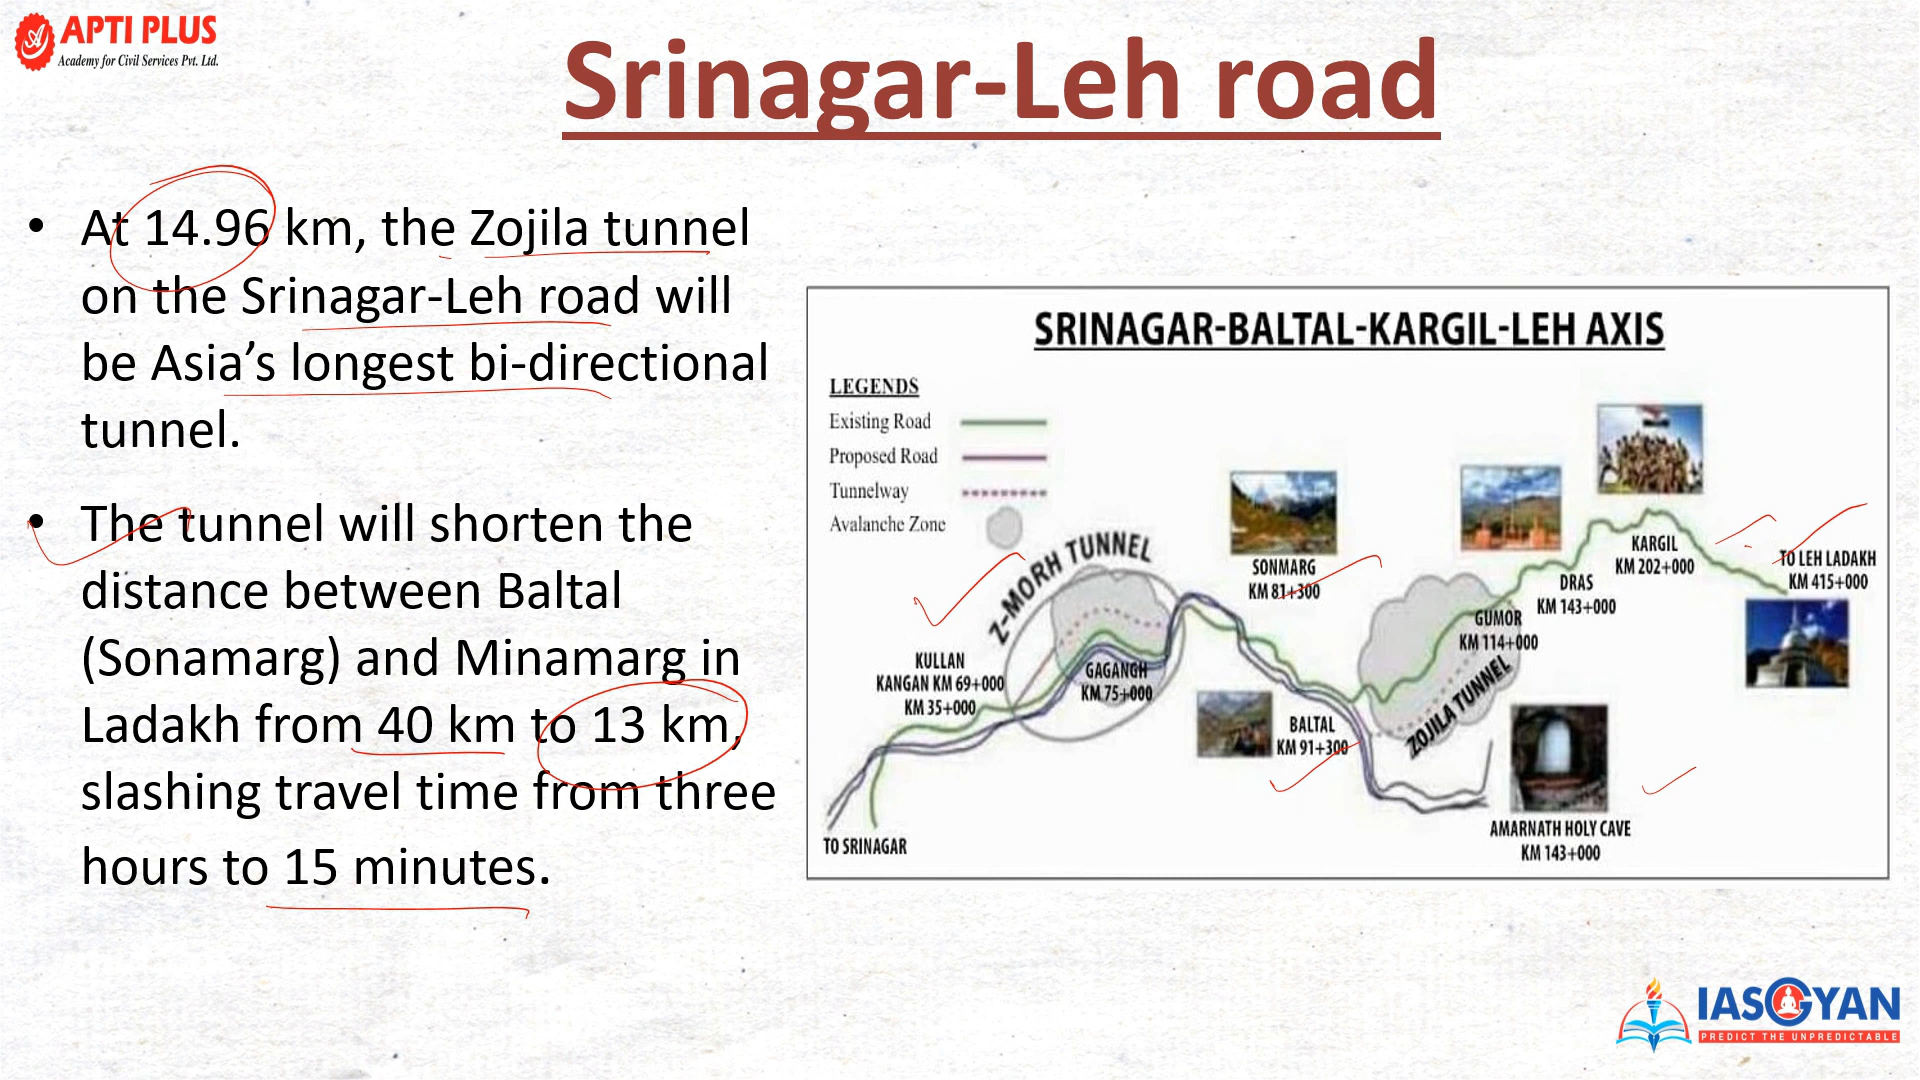 APTI PLUS
Academy for Civil Services Pvt. Ltd.
Srinagar-Leh road
• At 14.96 km, the Zojila tunnel
on the Srinagar-Leh road will
be Asia’s longest bi-directional
tunnel.
• The tunnel will shorten the
distance between Baltal
(Sonamarg) and Minamarg in
Ladakh from 40 km to 13 km,
slashing travel time from three
hours to 15 minutes.
SRINAGAR-BALTAL-KARGIL-LEH AXIS
LEGENDS
Existing Road
Proposed Road
Tunnelway
Avalanche Zone
Z-MORH TUNNEL
KULLAN
KANGAN KM 69+000
KM 35+000
GAGANGH
KM 75+000
TO SRINAGAR
SONMARG
KM 81+300
BALTAL
KM 91+300
ZOJILA TUNNEL
GUMOR
KM 114+000
DRAS
KM 143+000
KARGIL
KM 202+000
TO LEH LADAKH
KM 415+000
AMARNATH HOLY CAVE
KM 143+000
IASGYAN
PREDICT THE UNPREDICTABLE